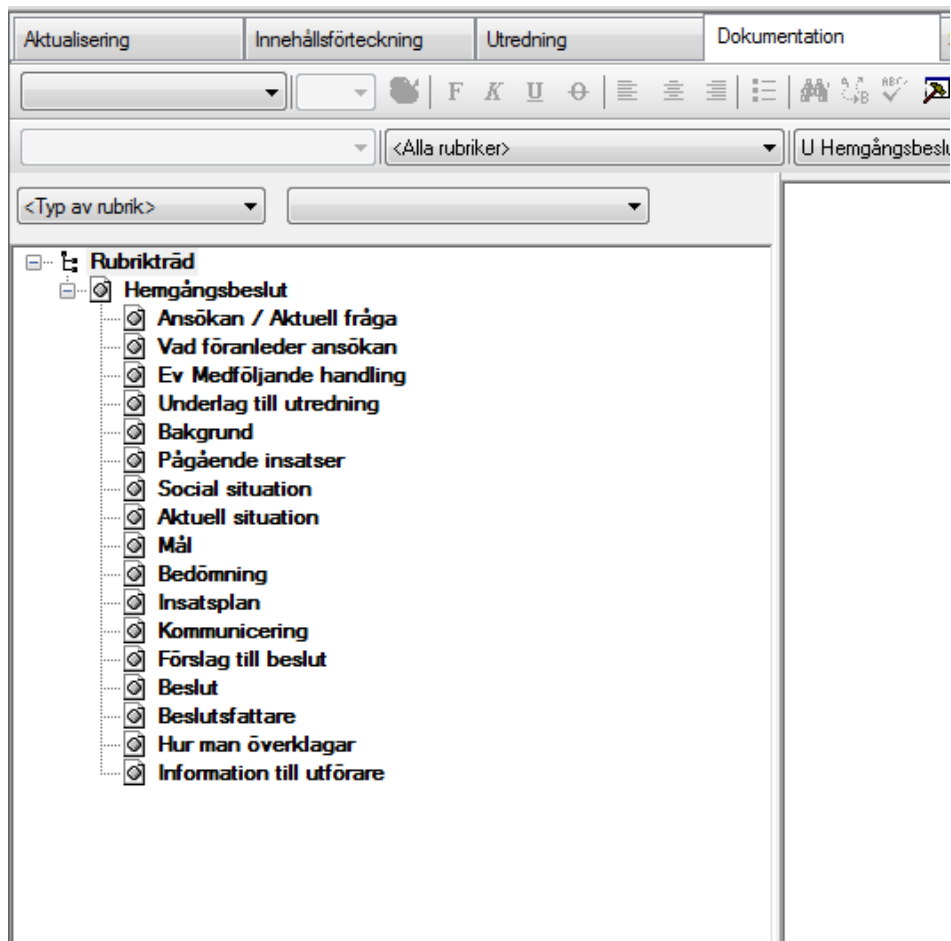 Aktualisering Innehållsförteckning Utredning Dokumentation
F K U O ABC
<Alla rubriker> U Hemgångsbeslu
<Typ av rubrik>
Rubrikträd
Hemgångsbeslut
Ansökan / Aktuell fråga
Vad föranleder ansökan
Ev Medföljande handling
Underlag till utredning
Bakgrund
Pågående insatser
Social situation
Aktuell situation
Mål
Bedömning
Insatsplan
Kommunicering
Förslag till beslut
Beslut
Beslutsfattare
Hur man överklagar
Information till utförare